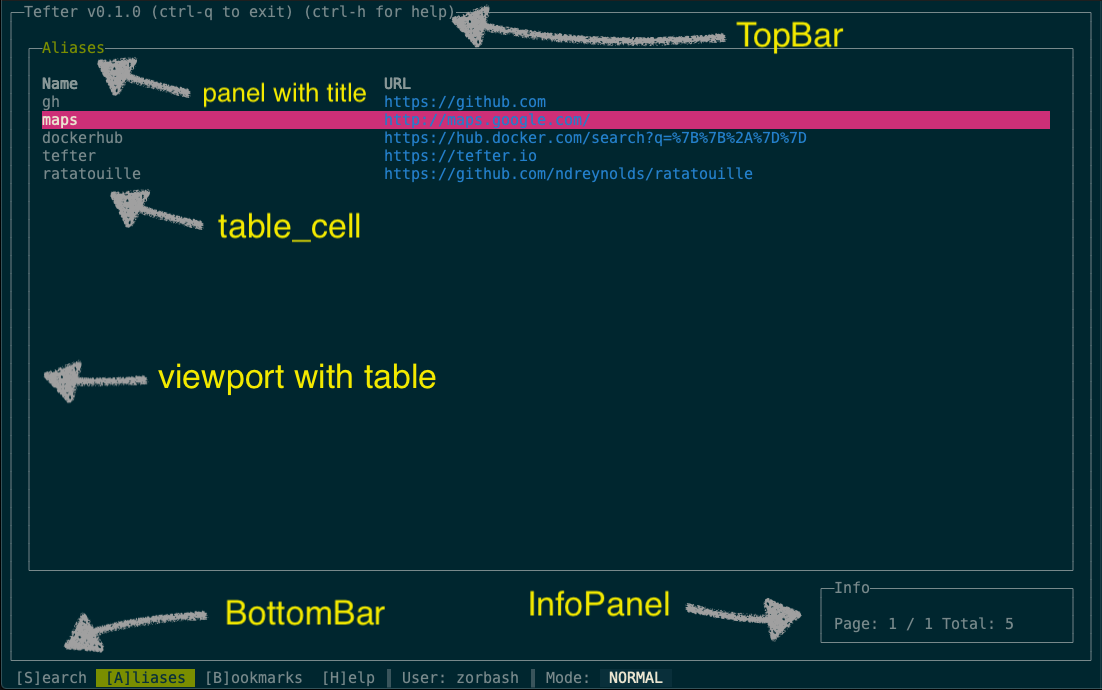 Tefter v0.1.0 (ctrl-q to exit) (ctrl-h for help)
TopBar
Aliases
panel with title
Name URL
gh https://github.com
maps http://maps.google.com/
dockerhub https://hub.docker.com/search?q=%7B%7B%2A%7D%7D
tefter https://tefter.io
ratatouille https://github.com/ndreynolds/ratatouille
table_cell
viewport with table
BottomBar
InfoPanel
Info
Page: 1 / 1 Total: 5
[S]earch [A]liases [B]ookmarks [H]elp | User: zorbash | Mode: NORMAL